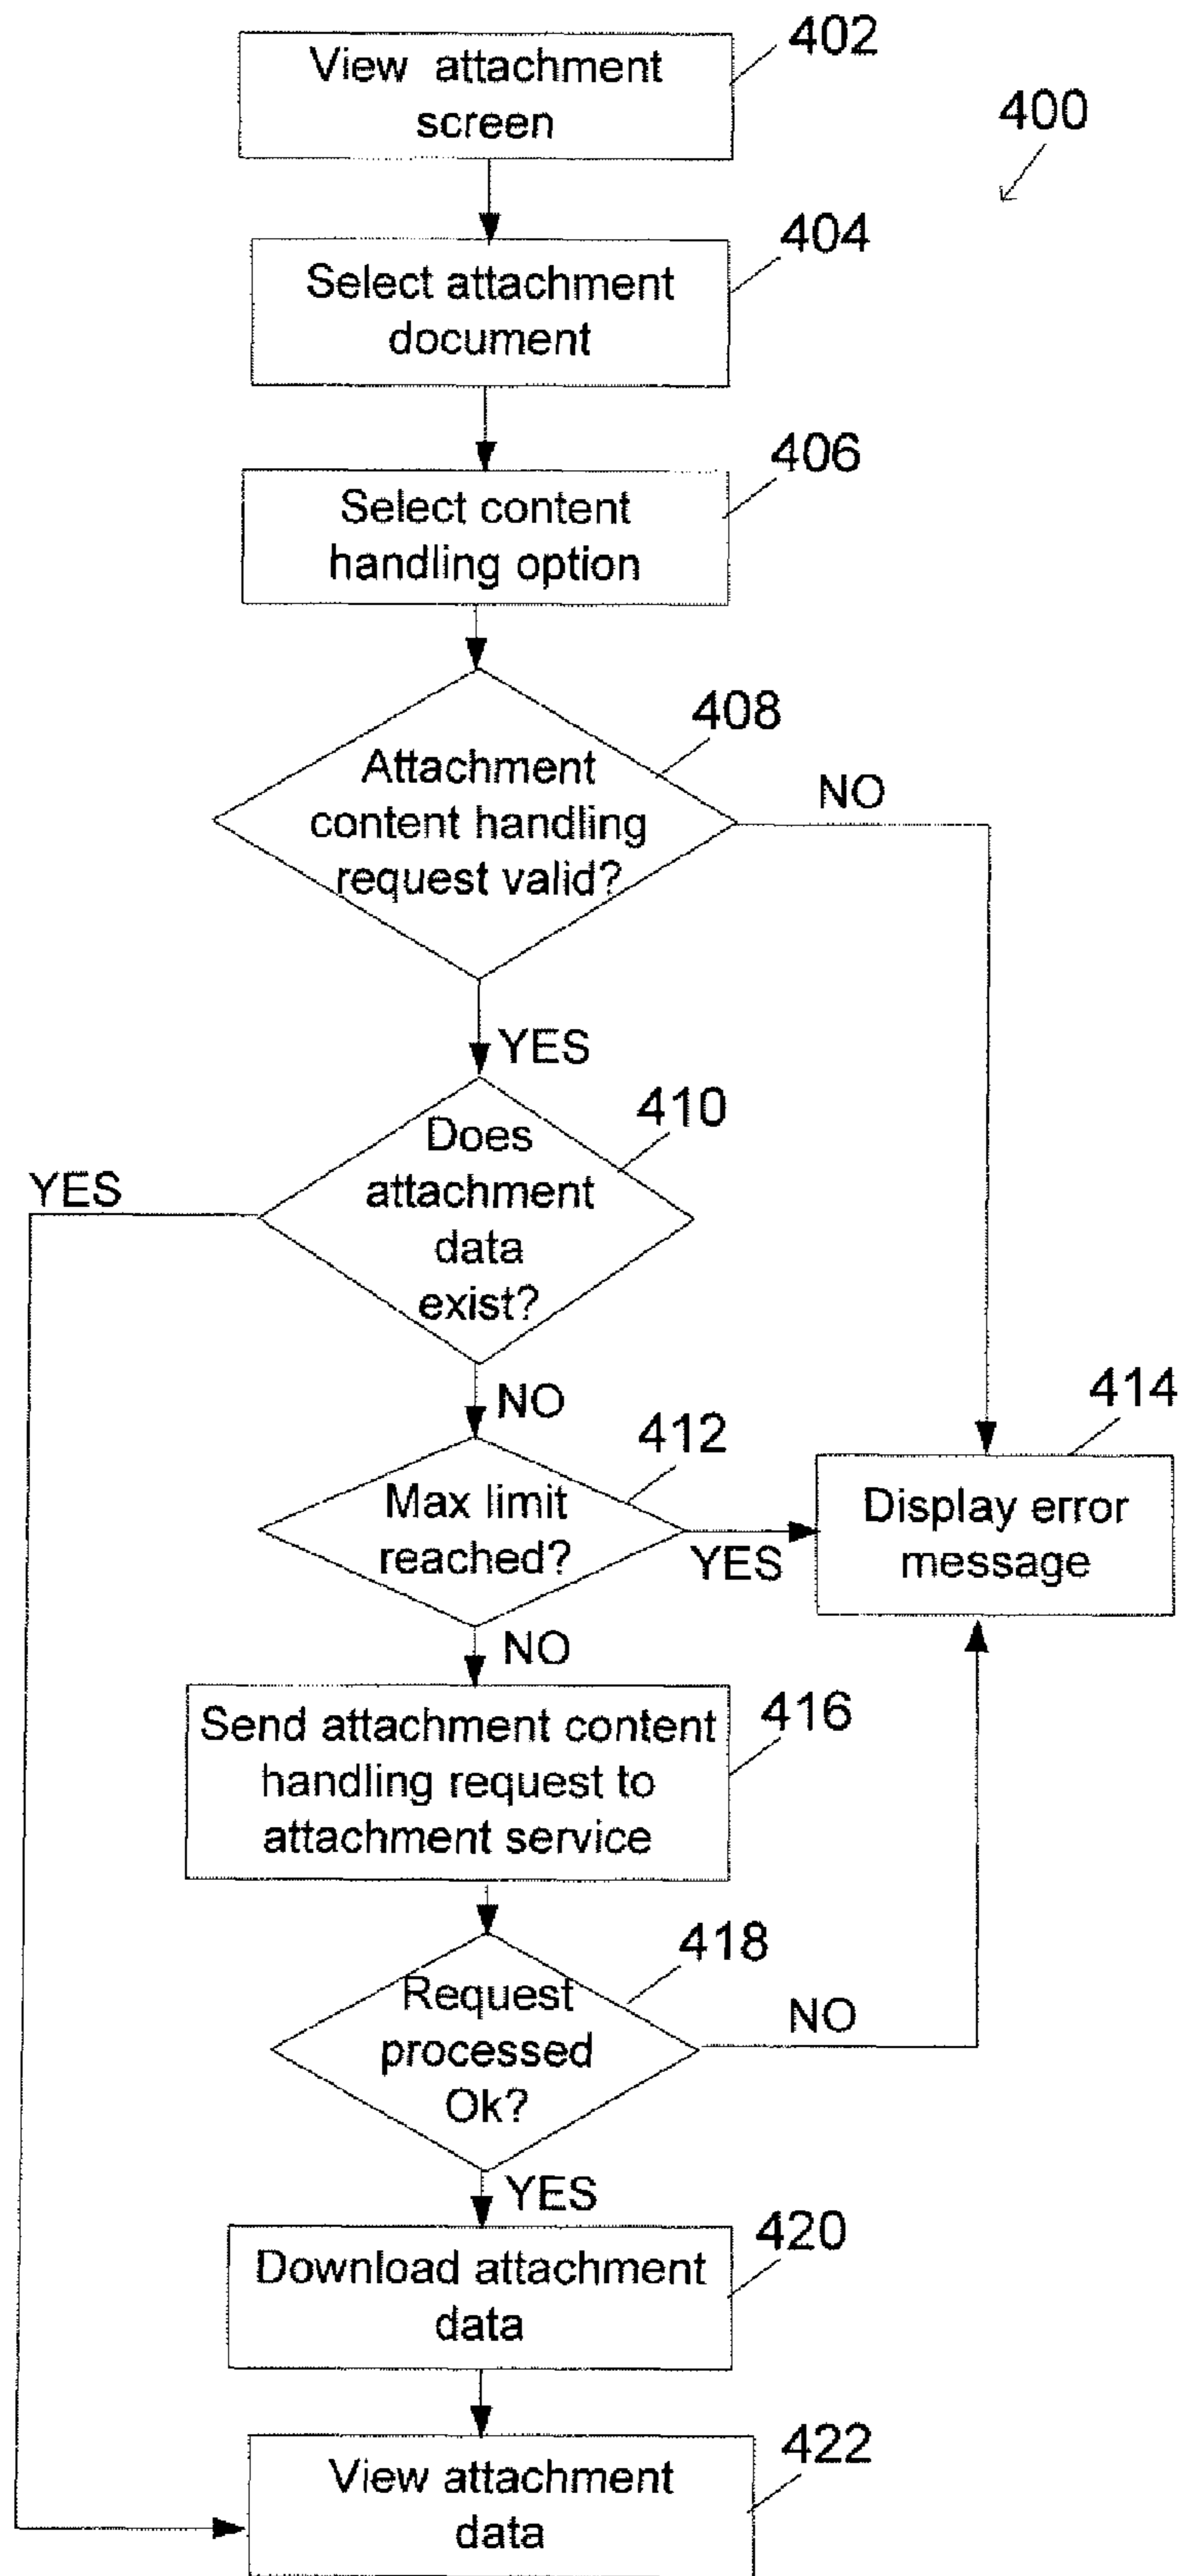 402
View attachment
screen
400
404
Select attachment
document
406
Select content
handling option
408
Attachment
content handling
request valid?
NO
YES
410
Does
attachment
data
exist?
YES
NO
412
Max limit
reached?
YES
414
Display error
message
NO
416
Send attachment content
handling request to
attachment service
418
Request
processed
Ok?
NO
YES
420
Download attachment
data
422
View attachment
data